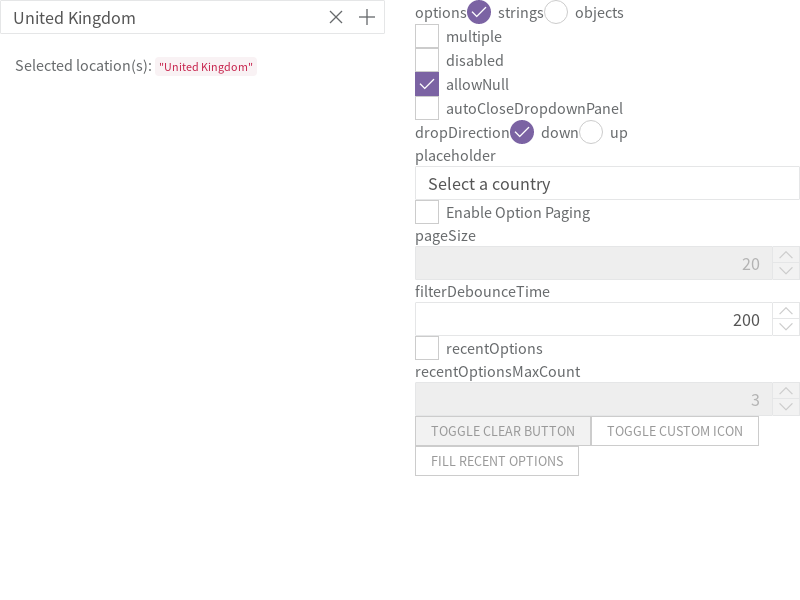 United Kingdom
Selected location(s): "United Kingdom"
options strings objects
multiple
disabled
allowNull
autoCloseDropdownPanel
dropDirection down up
placeholder
Select a country
Enable Option Paging
pageSize
20
filterDebounceTime
200
recentOptions
recentOptionsMaxCount
3
TOGGLE CLEAR BUTTON TOGGLE CUSTOM ICON
FILL RECENT OPTIONS